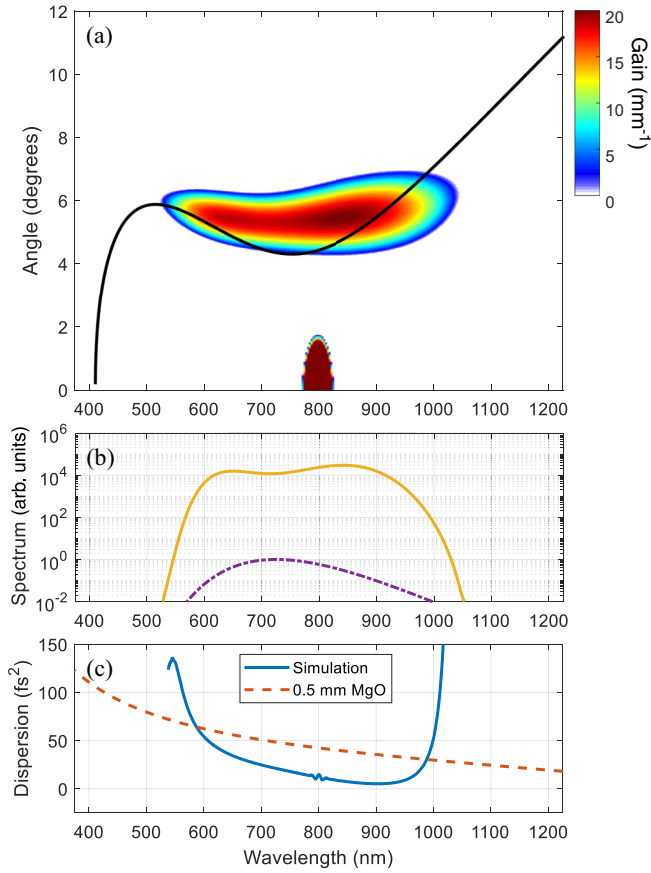 (a)
12
10
8
6
4
2
0
Angle (degrees)
400 500 600 700 800 900 1000 1100 1200
20
15
10
5
0
Gain (mm⁻¹)
(b)
10⁶
10⁴
10²
10⁰
10⁻²
Spectrum (arb. units)
400 500 600 700 800 900 1000 1100 1200
(c)
150
100
50
0
Dispersion (fs²)
Simulation
0.5 mm MgO
400 500 600 700 800 900 1000 1100 1200
Wavelength (nm)